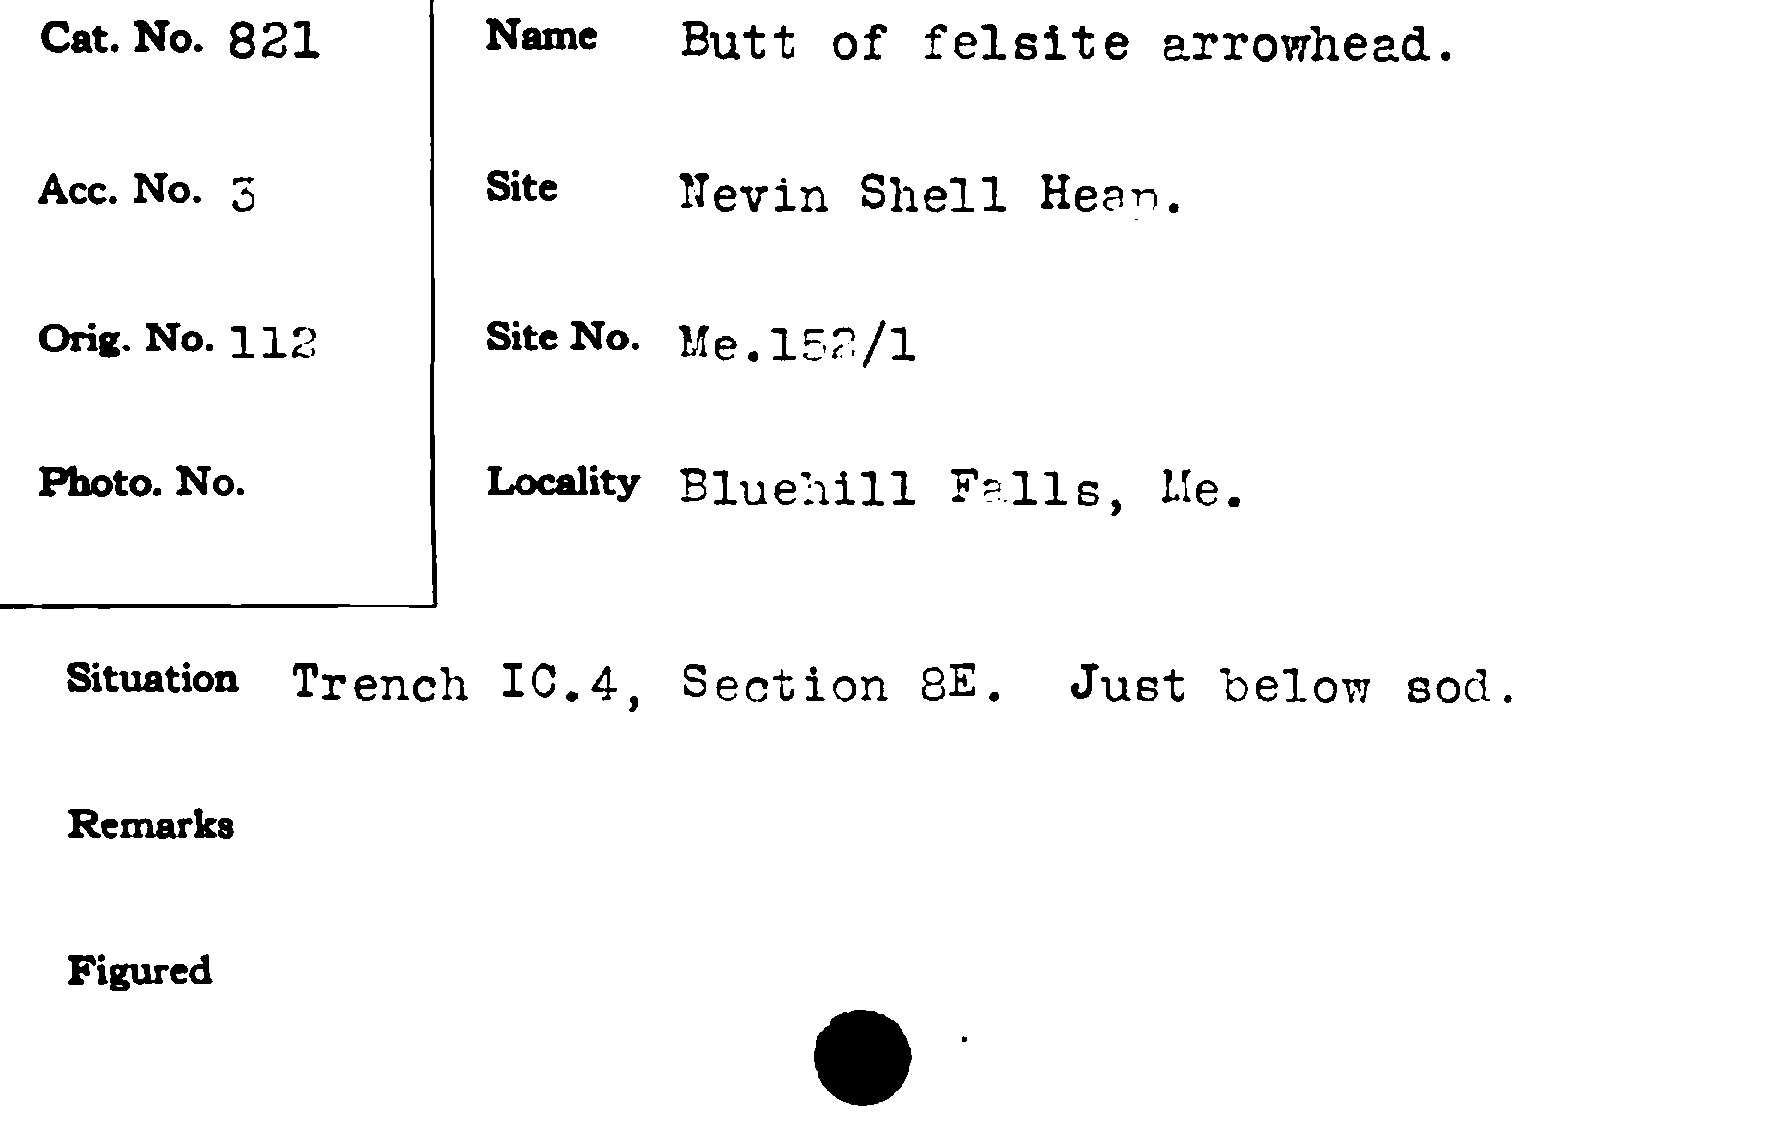 Cat. No. 821
Name Butt of felsite arrowhead.
Acc. No. 3
Site Nevin Shell Heap.
Orig. No. 112
Site No. Me.152/1
Photo. No.
Locality Bluehill Falls, Me.
Situation Trench IC.4, Section 8E. Just below sod.
Remarks
Figured